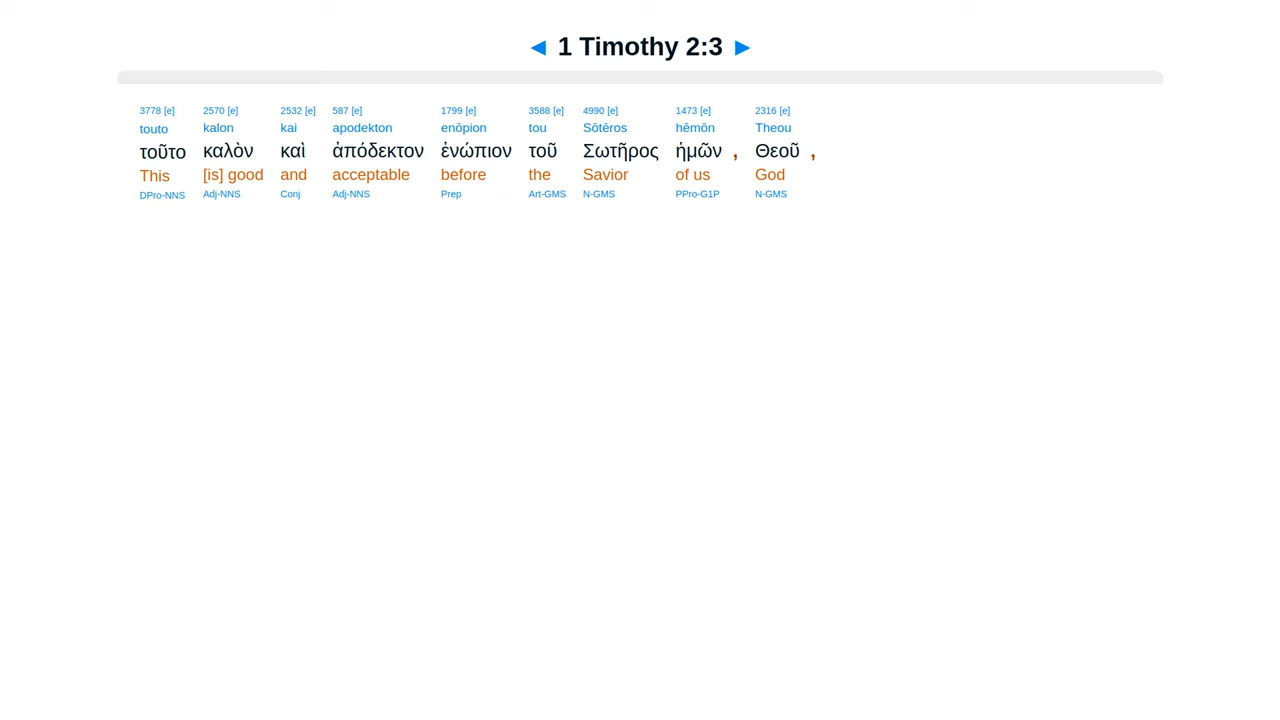 ◄ 1 Timothy 2:3 ►
3778 [e] 2570 [e] 2532 [e] 587 [e] 1799 [e] 3588 [e] 4990 [e] 1473 [e] 2316 [e]
touto kalon kai apodekton enōpion tou Sōtēros hēmōn Theou
τοῦτο καλὸν καὶ ἀπόδεκτον ἐνώπιον τοῦ Σωτῆρος ἡμῶν , Θεοῦ ,
This [is] good and acceptable before the Savior of us God
DPro-NNS Adj-NNS Conj Adj-NNS Prep Art-GMS N-GMS PPro-G1P N-GMS